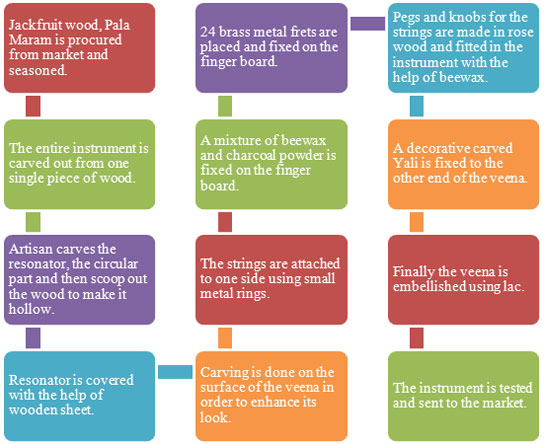 Jackfruit wood, Pala
Maram is procured
from market and
seasoned.
The entire instrument is
carved out from one
single piece of wood.
Artisan carves the
resonator, the circular
part and then scoop out
the wood to make it
hollow.
Resonator is covered
with the help of
wooden sheet.
Carving is done on the
surface of the veena in
order to enhance its
look.
The strings are attached
to one side using small
metal rings.
A mixture of beewax
and charcoal powder is
fixed on the finger
board.
24 brass metal frets are
placed and fixed on the
finger board.
Pegs and knobs for the
strings are made in rose
wood and fitted in the
instrument with the
help of beewax.
A decorative carved
Yali is fixed to the
other end of the veena.
Finally the veena is
embellished using lac.
The instrument is tested
and sent to the market.